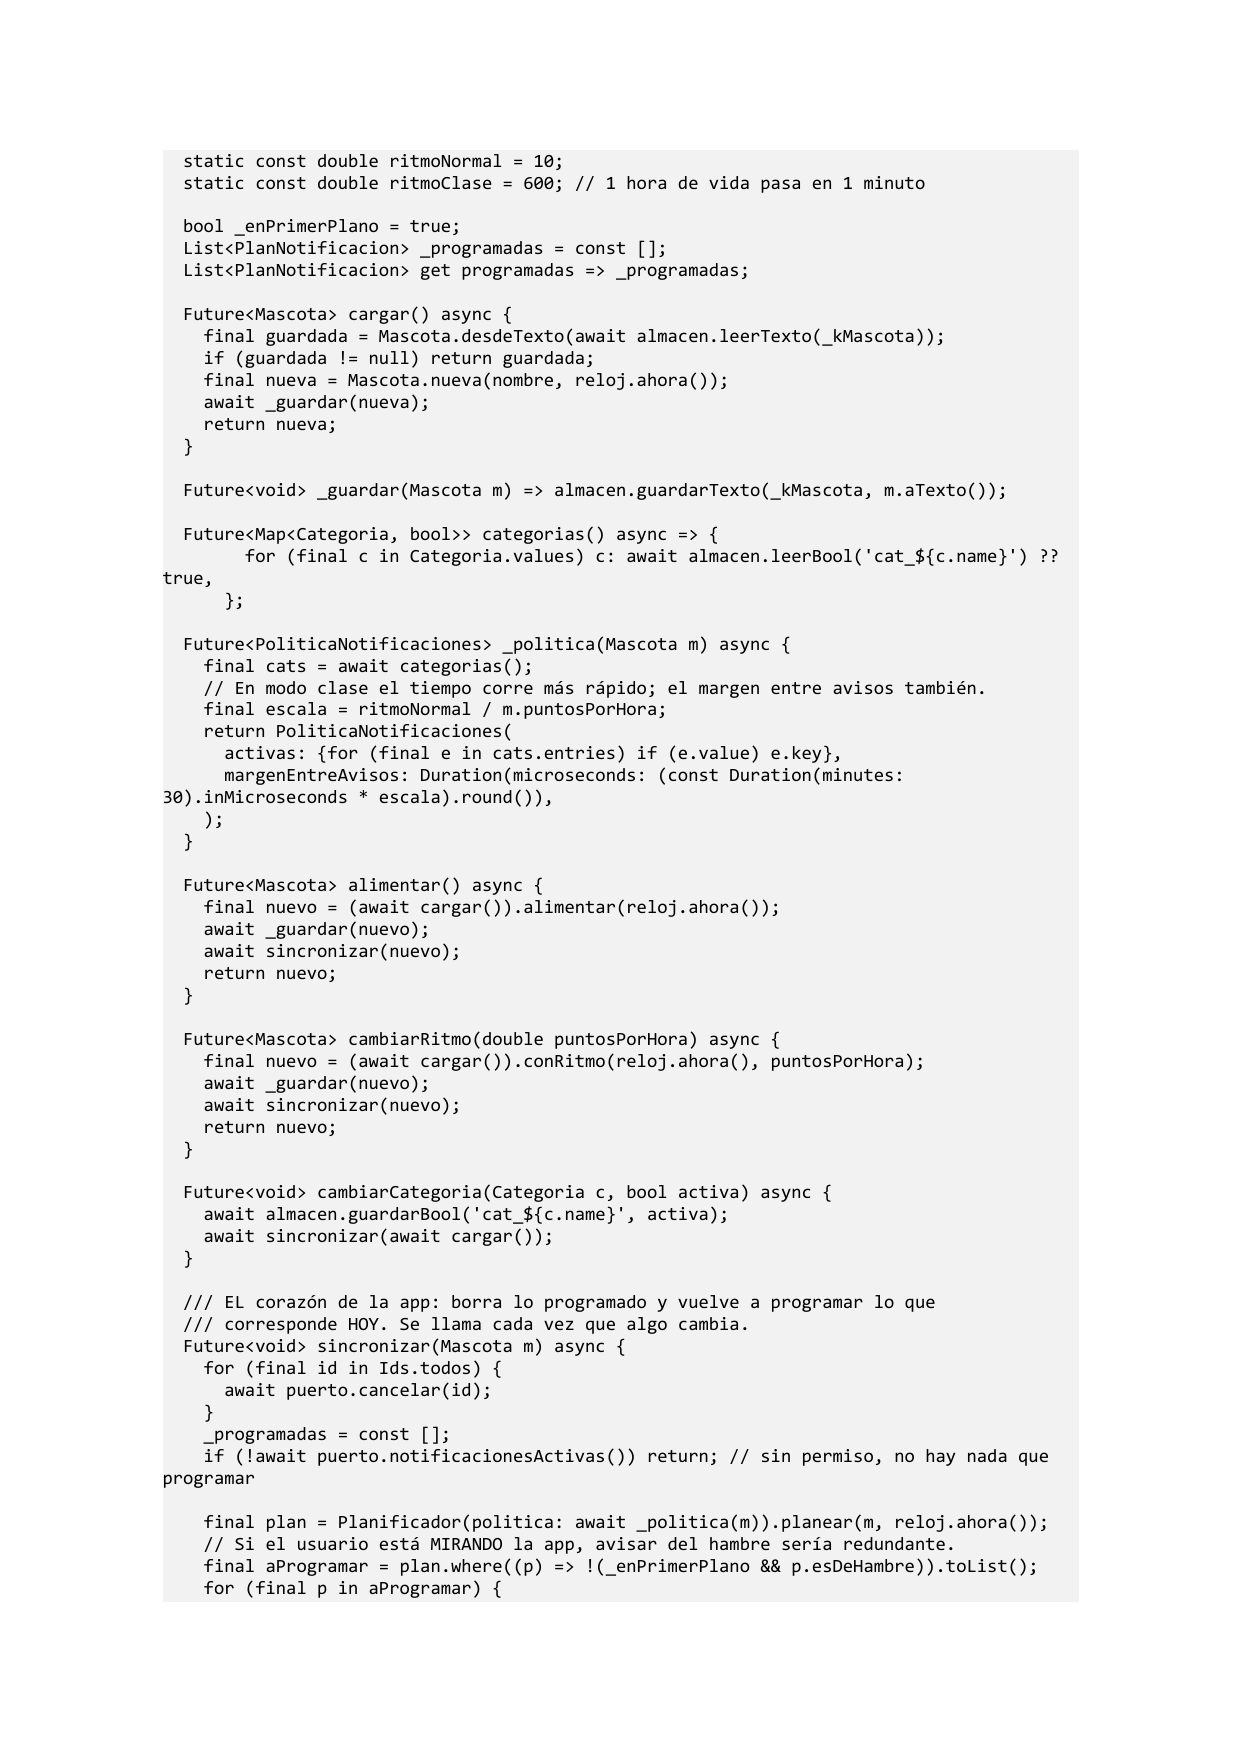 static const double ritmoNormal = 10;
static const double ritmoClase = 600; // 1 hora de vida pasa en 1 minuto
bool _enPrimerPlano = true;
List<PlanNotificacion> _programadas = const [];
List<PlanNotificacion> get programadas => _programadas;
Future<Mascota> cargar() async {
final guardada = Mascota.desdeTexto(await almacen.leerTexto(_kMascota));
if (guardada != null) return guardada;
final nueva = Mascota.nueva(nombre, reloj.ahora());
await _guardar(nueva);
return nueva;
}
Future<void> _guardar(Mascota m) => almacen.guardarTexto(_kMascota, m.aTexto());
Future<Map<Categoria, bool>> categorias() async => {
for (final c in Categoria.values) c: await almacen.leerBool('cat_${c.name}') ??
true,
};
Future<PoliticaNotificaciones> _politica(Mascota m) async {
final cats = await categorias();
// En modo clase el tiempo corre más rápido; el margen entre avisos también.
final escala = ritmoNormal / m.puntosPorHora;
return PoliticaNotificaciones(
activas: {for (final e in cats.entries) if (e.value) e.key},
margenEntreAvisos: Duration(microseconds: (const Duration(minutes:
30).inMicroseconds * escala).round()),
);
}
Future<Mascota> alimentar() async {
final nuevo = (await cargar()).alimentar(reloj.ahora());
await _guardar(nuevo);
await sincronizar(nuevo);
return nuevo;
}
Future<Mascota> cambiarRitmo(double puntosPorHora) async {
final nuevo = (await cargar()).conRitmo(reloj.ahora(), puntosPorHora);
await _guardar(nuevo);
await sincronizar(nuevo);
return nuevo;
}
Future<void> cambiarCategoria(Categoria c, bool activa) async {
await almacen.guardarBool('cat_${c.name}', activa);
await sincronizar(await cargar());
}
/// EL corazón de la app: borra lo programado y vuelve a programar lo que
/// corresponde HOY. Se llama cada vez que algo cambia.
Future<void> sincronizar(Mascota m) async {
for (final id in Ids.todos) {
await puerto.cancelar(id);
}
_programadas = const [];
if (!await puerto.notificacionesActivas()) return; // sin permiso, no hay nada que
programar
final plan = Planificador(politica: await _politica(m)).planear(m, reloj.ahora());
// Si el usuario está MIRANDO la app, avisar del hambre sería redundante.
final aProgramar = plan.where((p) => !(_enPrimerPlano && p.esDeHambre)).toList();
for (final p in aProgramar) {